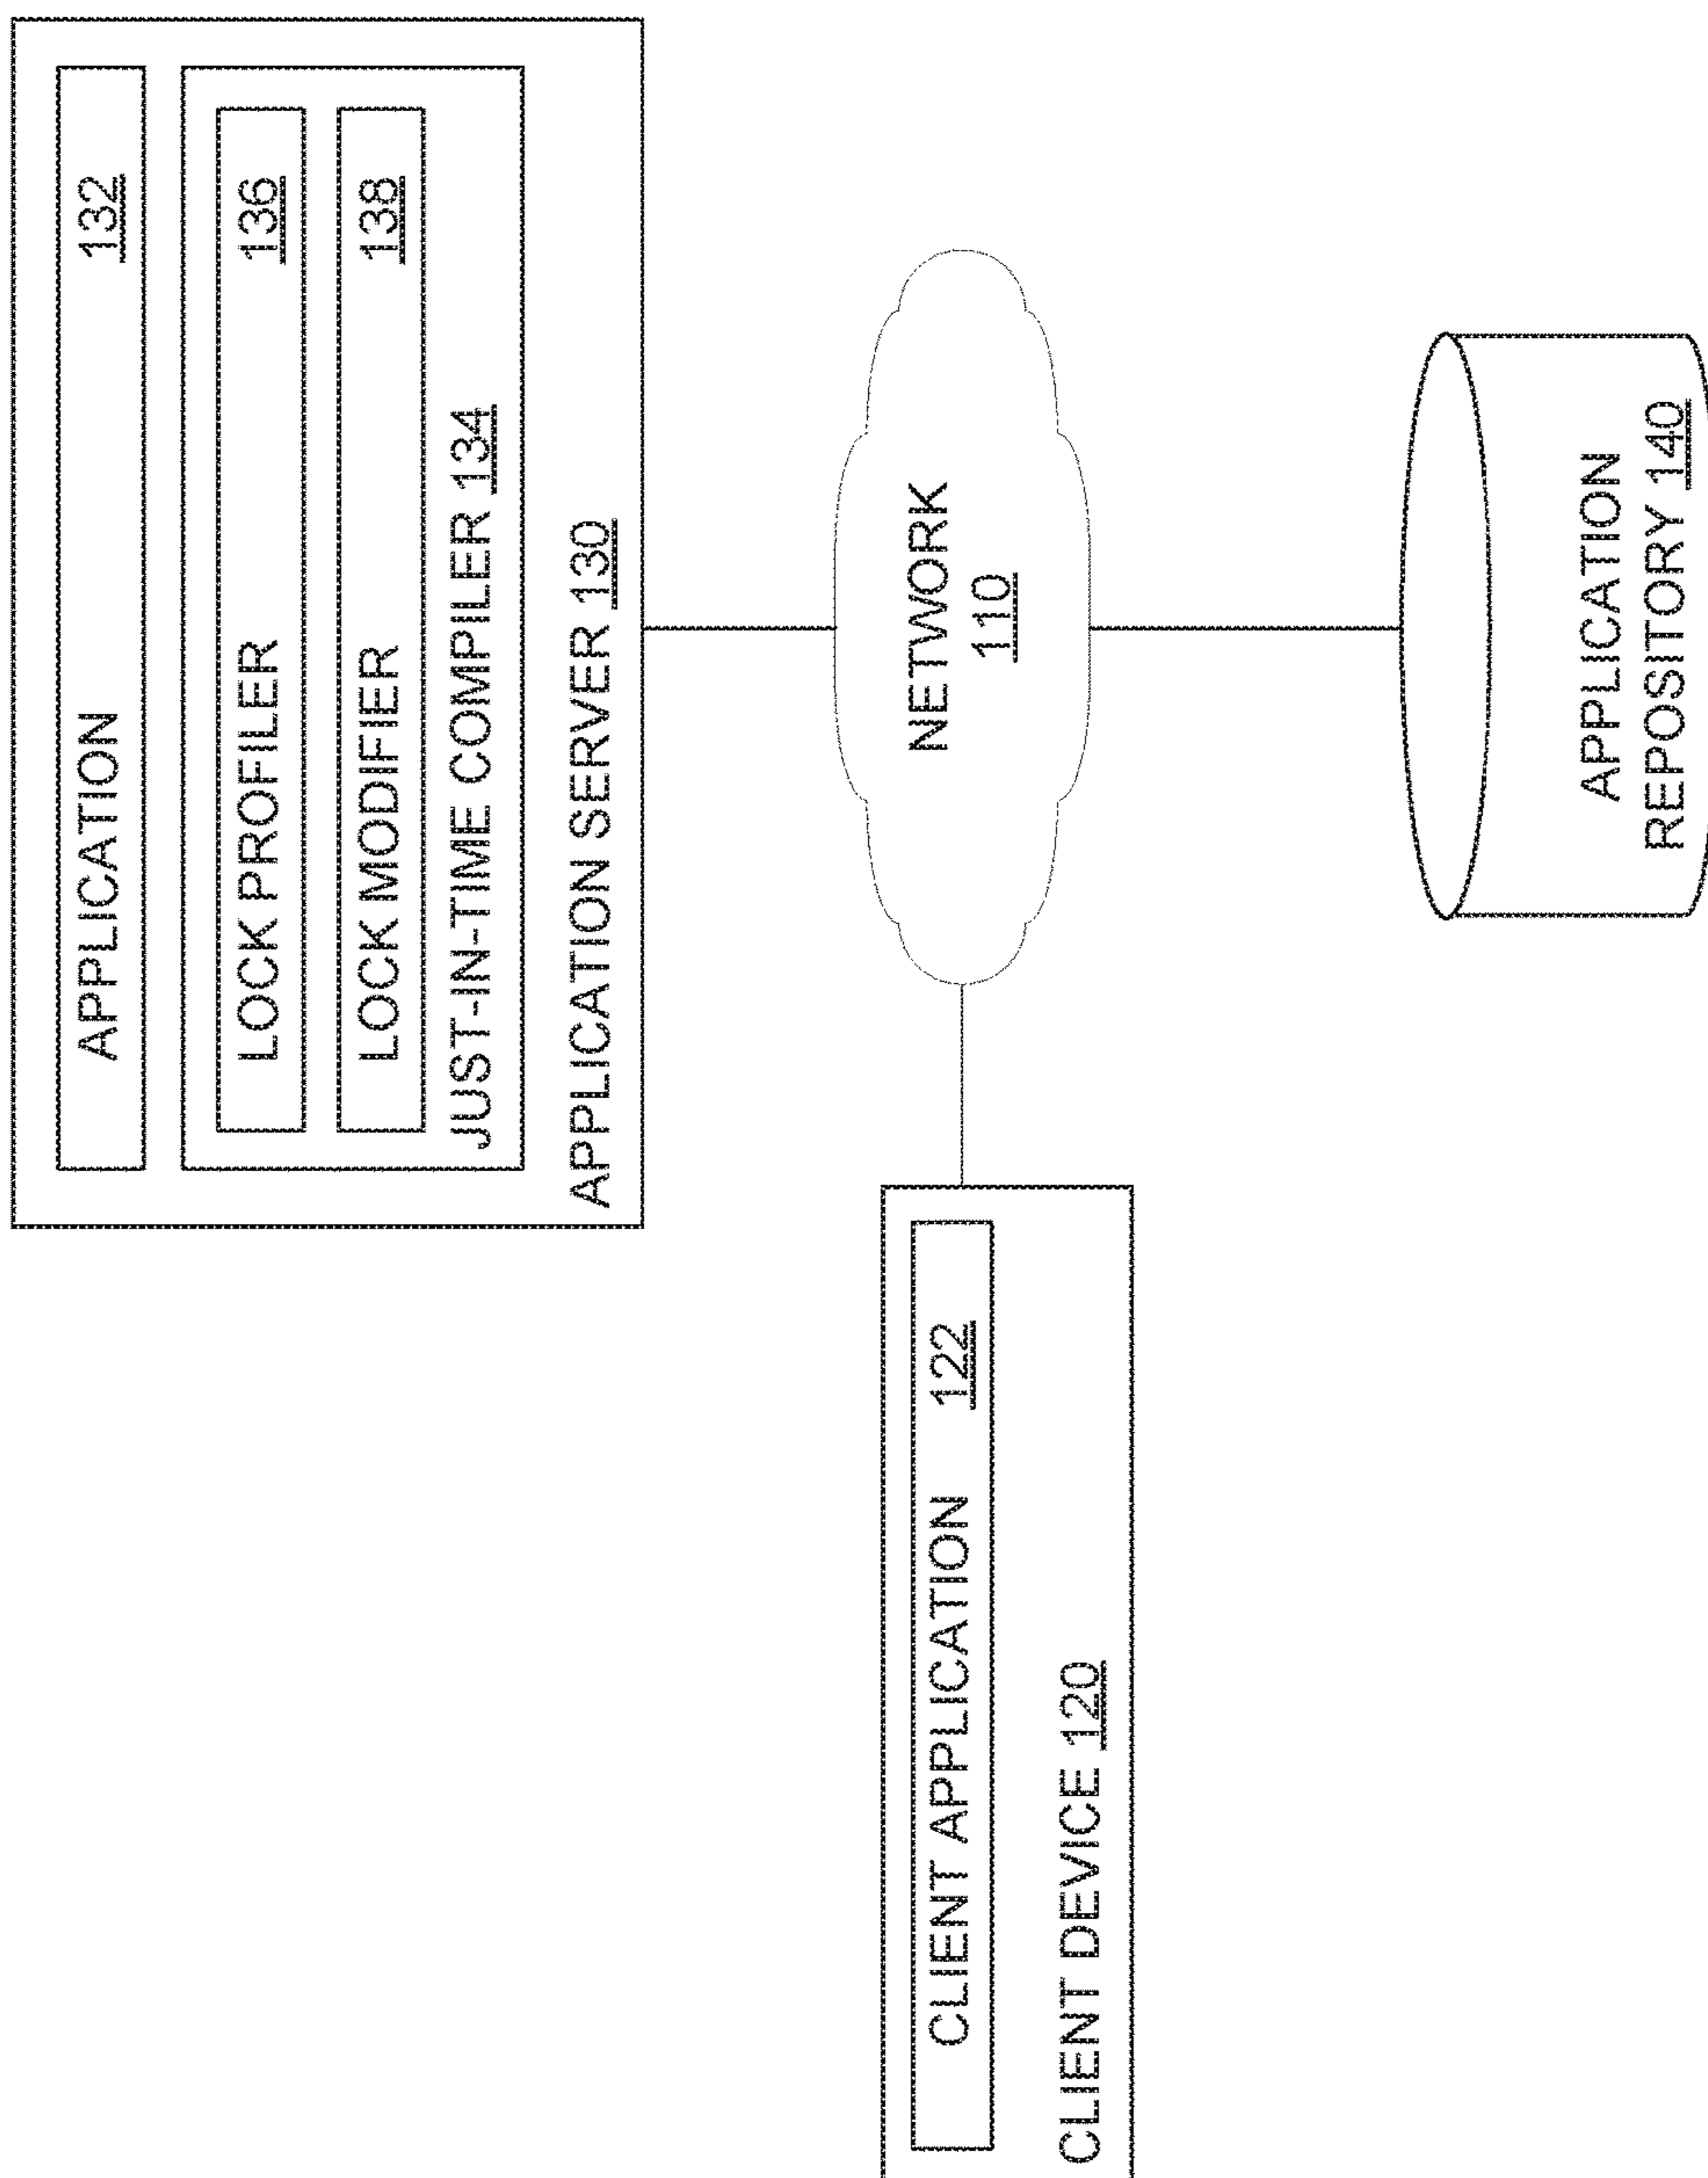 APPLICATION 132
LOCK PROFILER 136
LOCK MODIFIER 138
JUST-IN-TIME COMPILER 134
APPLICATION SERVER 130
CLIENT APPLICATION 122
CLIENT DEVICE 120
NETWORK
110
APPLICATION
REPOSITORY 140